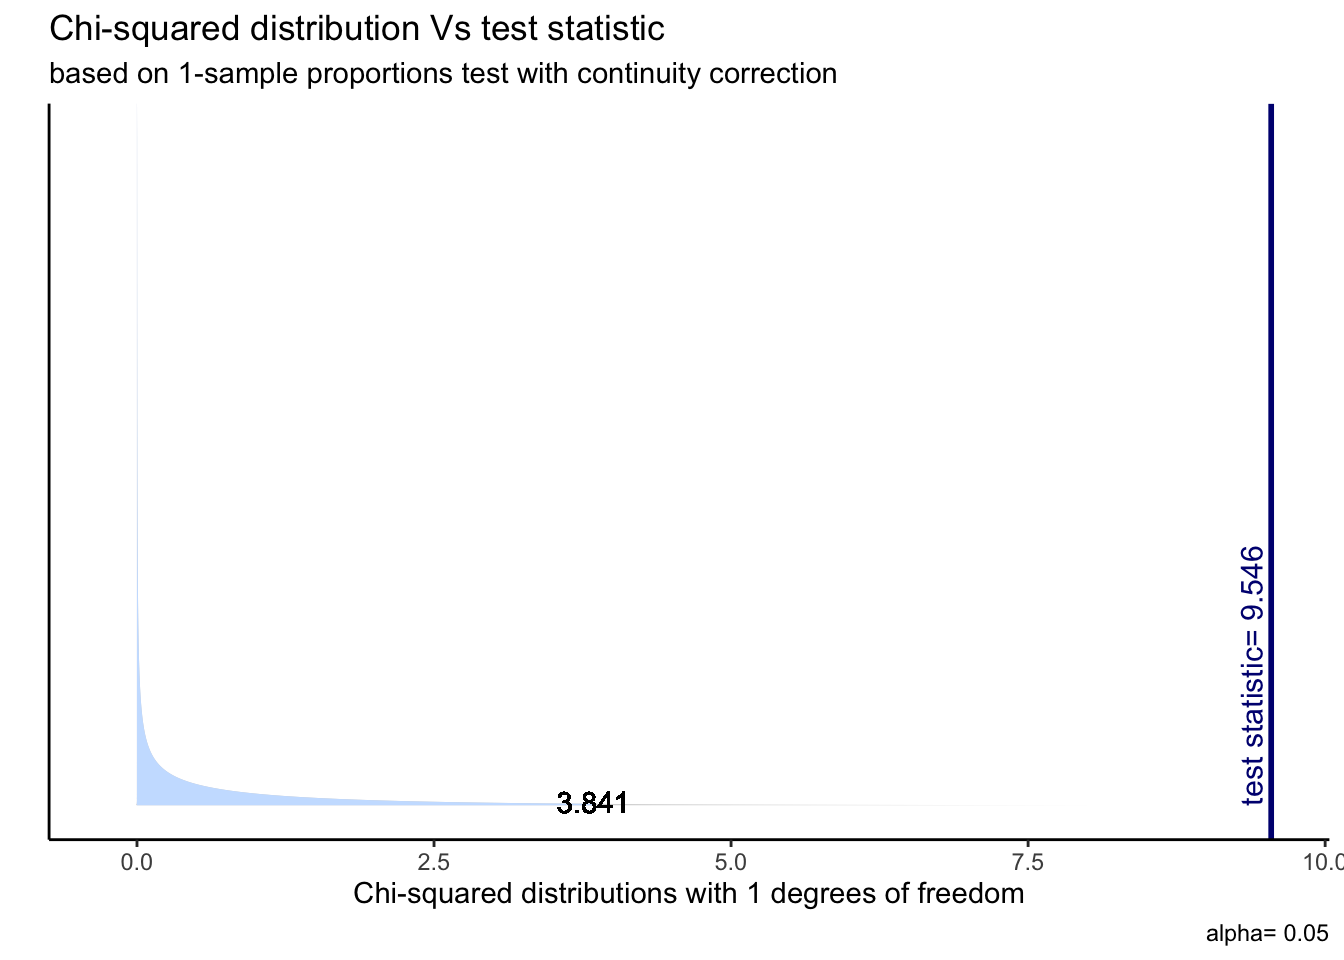 Chi-squared distribution Vs test statistic
based on 1-sample proportions test with continuity correction
test statistic= 9.546
3.841
0.0 2.5 5.0 7.5 10.0
Chi-squared distributions with 1 degrees of freedom
alpha= 0.05